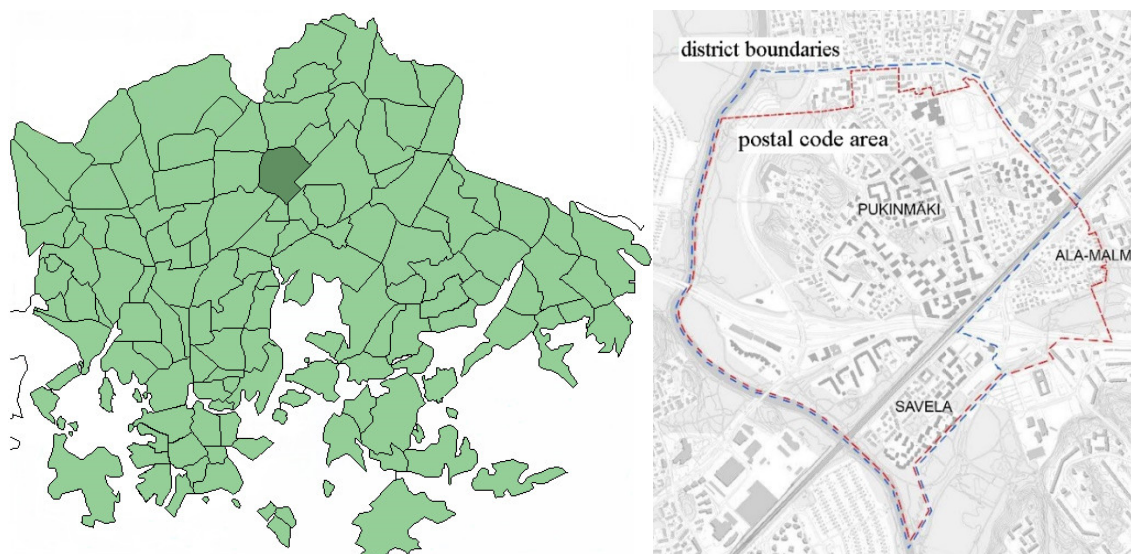 district boundaries
postal code area
PUKINMÄKI
ALA-MALM
SAVELA